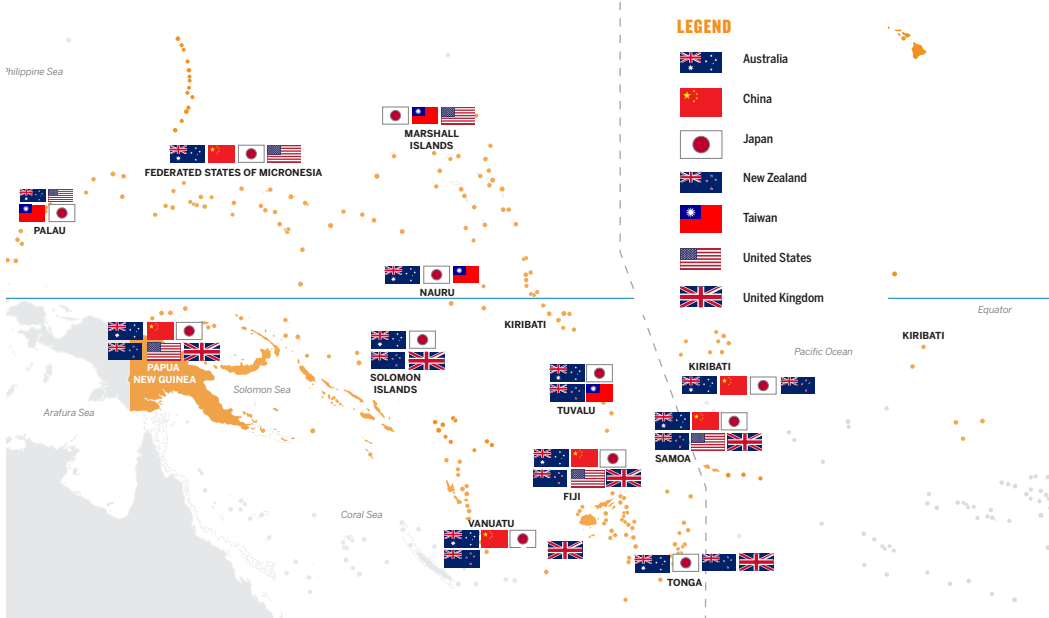 LEGEND
Australia
China
Japan
New Zealand
Taiwan
United States
United Kingdom
Philippine Sea
MARSHALL
ISLANDS
FEDERATED STATES OF MICRONESIA
PALAU
NAURU
Equator
KIRIBATI
KIRIBATI
Pacific Ocean
KIRIBATI
PAPUA
NEW GUINEA
Solomon Sea
SOLOMON
ISLANDS
TUVALU
Arafura Sea
SAMOA
FIJI
Coral Sea
VANUATU
TONGA